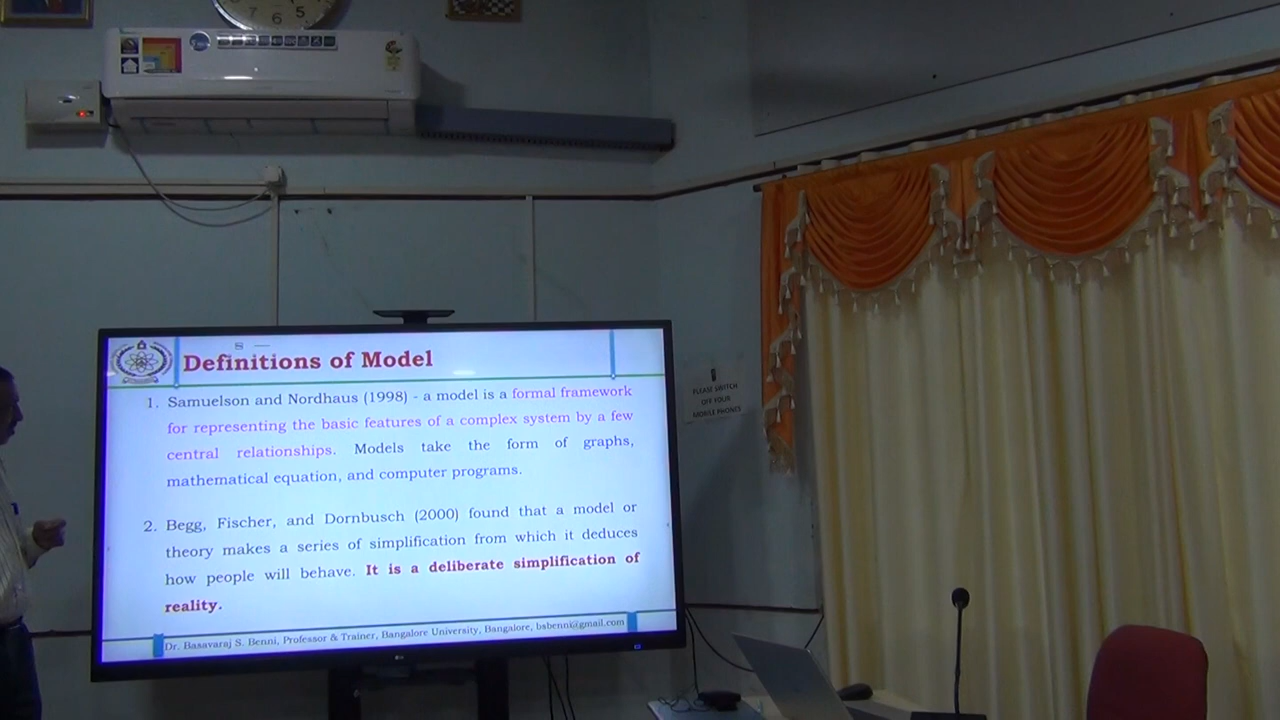 7 6 5
Definitions of Model
1. Samuelson and Nordhaus (1998) - a model is a formal framework
for representing the basic features of a complex system by a few
central relationships. Models take the form of graphs,
mathematical equation, and computer programs.
2. Begg, Fischer, and Dornbusch (2000) found that a model or
theory makes a series of simplification from which it deduces
how people will behave. It is a deliberate simplification of
reality.
Dr. Basavaraj S. Benni, Professor & Trainer, Bangalore University, Bangalore, bsbenni@gmail.com
LG
PLEASE SWITCH
OFF YOUR
MOBILE PHONES